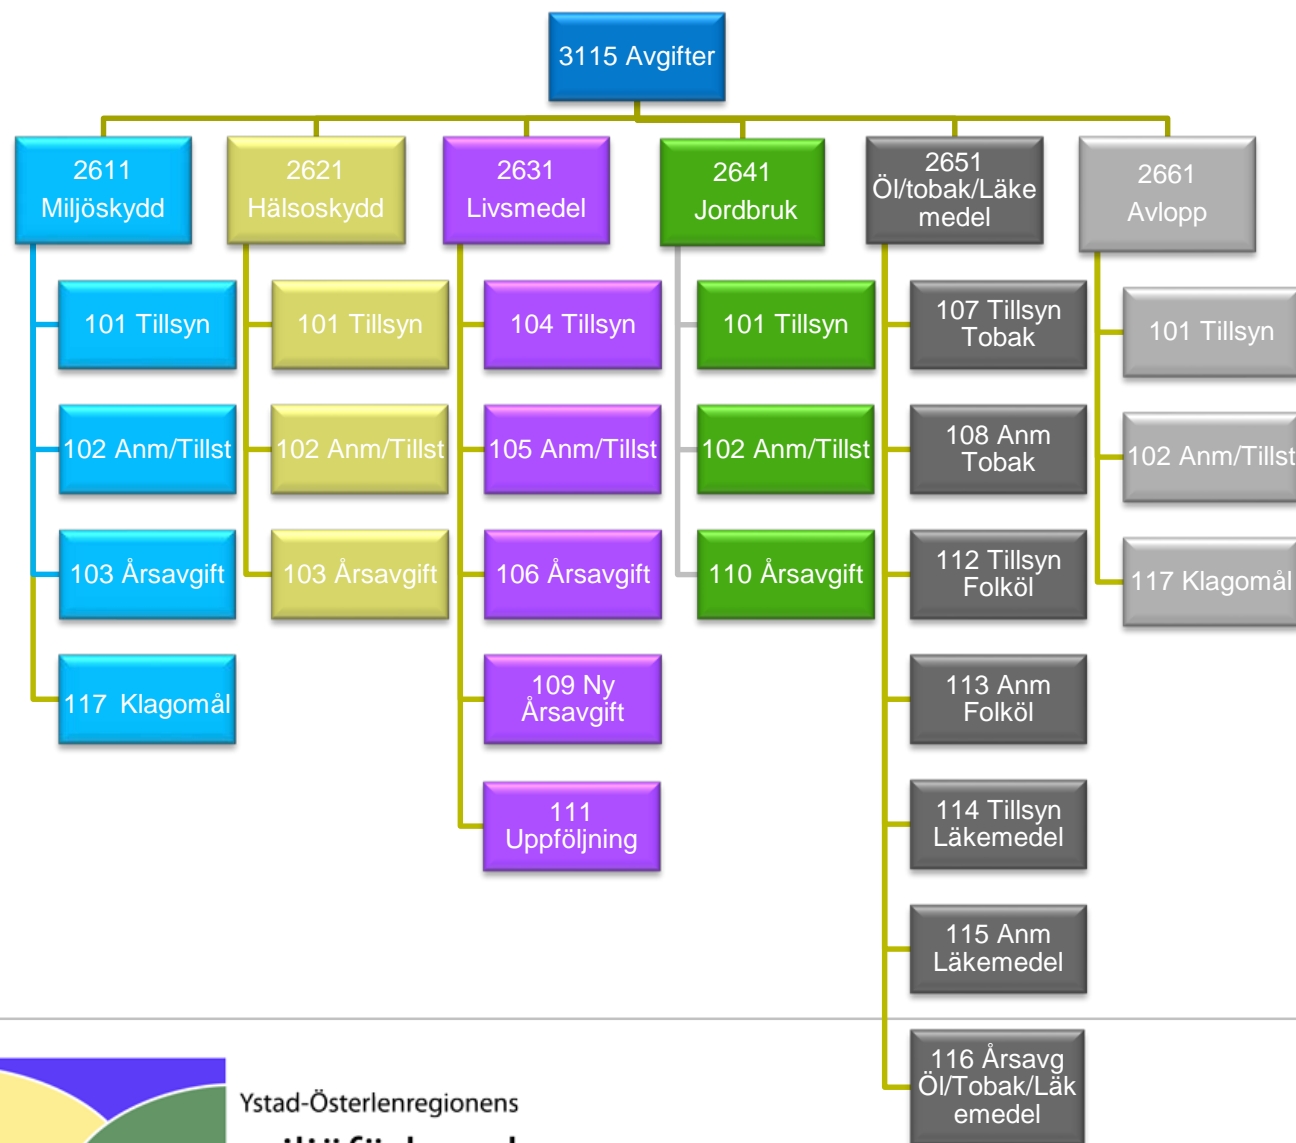 3115 Avgifter
2611
Miljöskydd
101 Tillsyn
102 Anm/Tillst
103 Årsavgift
117 Klagomål
2621
Hälsoskydd
101 Tillsyn
102 Anm/Tillst
103 Årsavgift
2631
Livsmedel
104 Tillsyn
105 Anm/Tillst
106 Årsavgift
109 Ny
Årsavgift
111
Uppföljning
2641
Jordbruk
101 Tillsyn
102 Anm/Tillst
110 Årsavgift
2651
Öl/tobak/Läke
medel
107 Tillsyn
Tobak
108 Anm
Tobak
112 Tillsyn
Folköl
113 Anm
Folköl
114 Tillsyn
Läkemedel
115 Anm
Läkemedel
116 Årsavg
Öl/Tobak/Läk
emedel
2661
Avlopp
101 Tillsyn
102 Anm/Tillst
117 Klagomål
Ystad-Österlenregionens